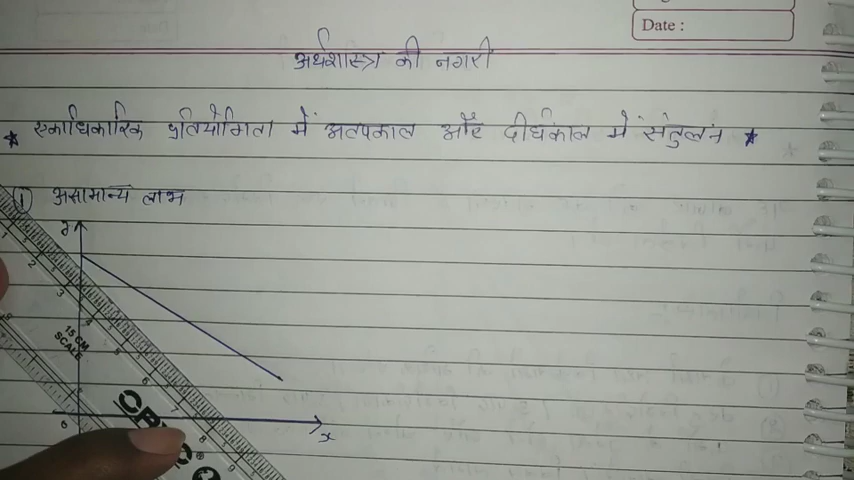 Date :
अर्थशास्त्र की नगरी
* एकाधिकारिक प्रतियोगिता में अल्पकाल और दीर्घकाल में संतुलन *
① असामान्य लाभ
y
15 CM
SCALE
x